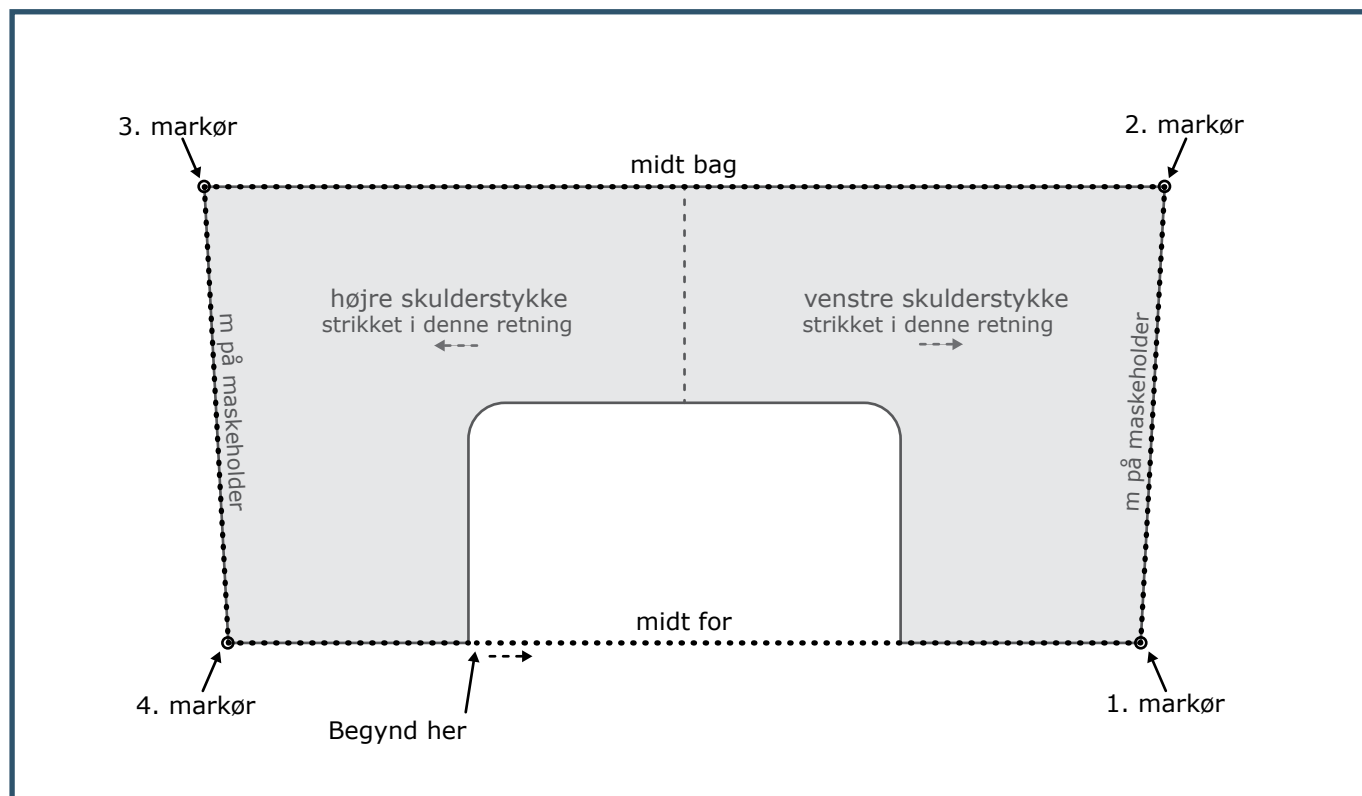 3. markør
2. markør
midt bag
højre skulderstykke
strikket i denne retning
venstre skulderstykke
strikket i denne retning
m på maskeholder
m på maskeholder
midt for
4. markør
1. markør
Begynd her